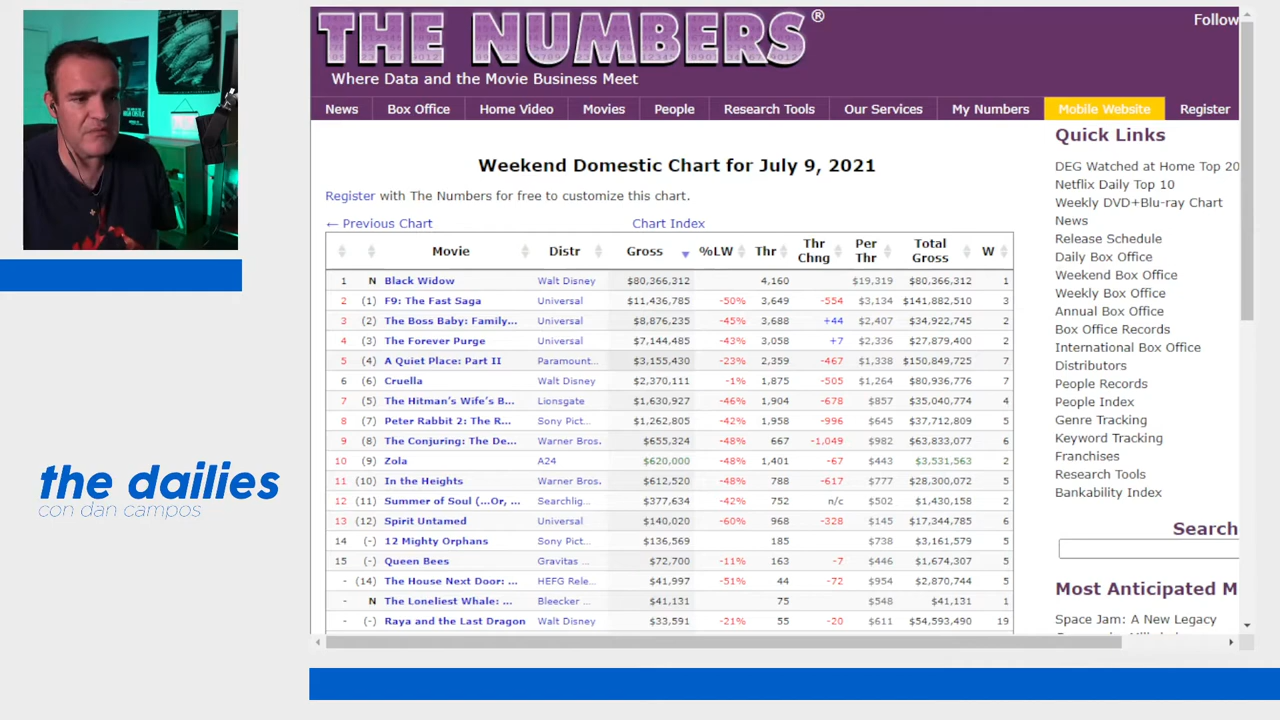 THE NUMBERS®
Follow
Where Data and the Movie Business Meet
News Box Office Home Video Movies People Research Tools Our Services My Numbers Mobile Website Register
Weekend Domestic Chart for July 9, 2021
Register with The Numbers for free to customize this chart.
← Previous Chart Chart Index
Movie Distr Gross %LW Thr Thr Chng Per Thr Total Gross W
1 N Black Widow Walt Disney $80,366,312 4,160 $19,319 $80,366,312 1
2 (1) F9: The Fast Saga Universal $11,436,785 -50% 3,649 -554 $3,134 $141,882,510 3
3 (2) The Boss Baby: Family... Universal $8,876,235 -45% 3,688 +44 $2,407 $34,922,745 2
4 (3) The Forever Purge Universal $7,144,485 -43% 3,058 +7 $2,336 $27,879,400 2
5 (4) A Quiet Place: Part II Paramount... $3,155,430 -23% 2,359 -467 $1,338 $150,849,725 7
6 (6) Cruella Walt Disney $2,370,111 -1% 1,875 -505 $1,264 $80,936,776 7
7 (5) The Hitman's Wife's B... Lionsgate $1,630,927 -46% 1,904 -678 $857 $35,040,774 4
8 (7) Peter Rabbit 2: The R... Sony Pict... $1,262,805 -42% 1,958 -996 $645 $37,712,809 5
9 (8) The Conjuring: The De... Warner Bros. $655,324 -48% 667 -1,049 $982 $63,833,077 6
10 (9) Zola A24 $620,000 -48% 1,401 -67 $443 $3,531,563 2
11 (10) In the Heights Warner Bros. $612,520 -48% 788 -617 $777 $28,300,072 5
12 (11) Summer of Soul (...Or, ... Searchlig... $377,634 -42% 752 n/c $502 $1,430,158 2
13 (12) Spirit Untamed Universal $140,020 -60% 968 -328 $145 $17,344,785 6
14 (-) 12 Mighty Orphans Sony Pict... $136,569 185 $738 $3,161,579 5
15 (-) Queen Bees Gravitas ... $72,700 -11% 163 -7 $446 $1,674,307 5
- (14) The House Next Door: ... HEFG Rele... $41,997 -51% 44 -72 $954 $2,870,744 5
- N The Loneliest Whale: ... Bleecker ... $41,131 75 $548 $41,131 1
- (-) Raya and the Last Dragon Walt Disney $33,591 -21% 55 -20 $611 $54,593,490 19
Quick Links
DEG Watched at Home Top 20
Netflix Daily Top 10
Weekly DVD+Blu-ray Chart
News
Release Schedule
Daily Box Office
Weekend Box Office
Weekly Box Office
Annual Box Office
Box Office Records
International Box Office
Distributors
People Records
People Index
Genre Tracking
Keyword Tracking
Franchises
Research Tools
Bankability Index
Search
Most Anticipated M
Space Jam: A New Legacy
the dailies
con dan campos